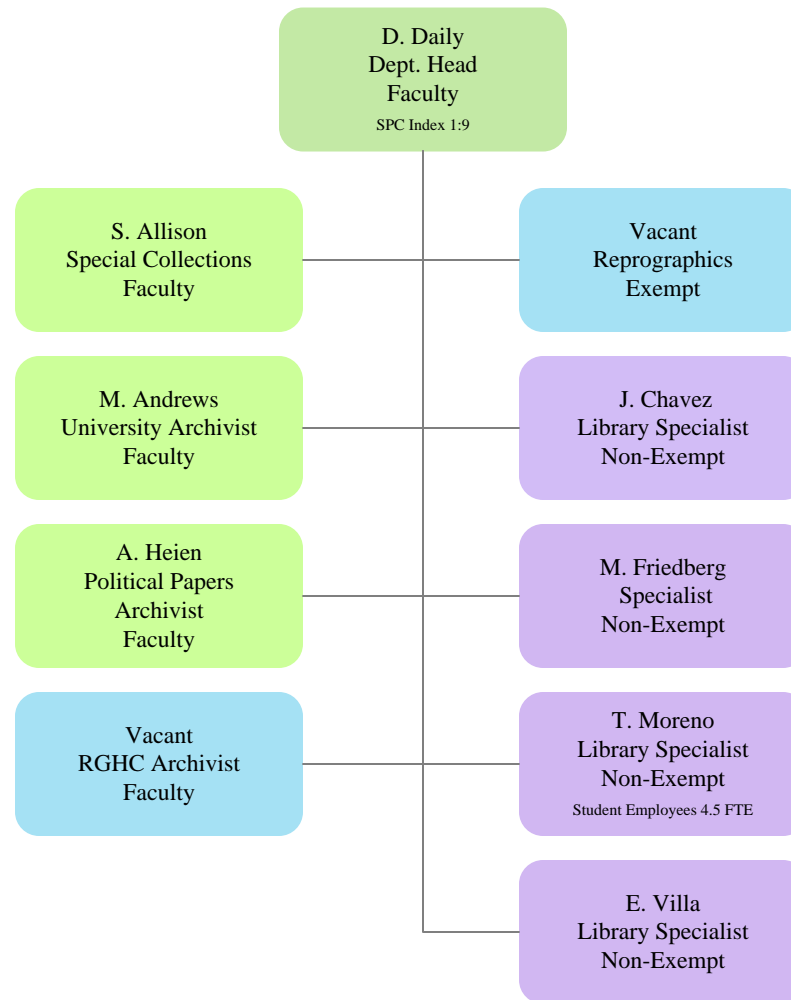 D. Daily
Dept. Head
Faculty
SPC Index 1:9
S. Allison
Special Collections
Faculty
Vacant
Reprographics
Exempt
M. Andrews
University Archivist
Faculty
J. Chavez
Library Specialist
Non-Exempt
A. Heien
Political Papers
Archivist
Faculty
M. Friedberg
Specialist
Non-Exempt
Vacant
RGHC Archivist
Faculty
T. Moreno
Library Specialist
Non-Exempt
Student Employees 4.5 FTE
E. Villa
Library Specialist
Non-Exempt